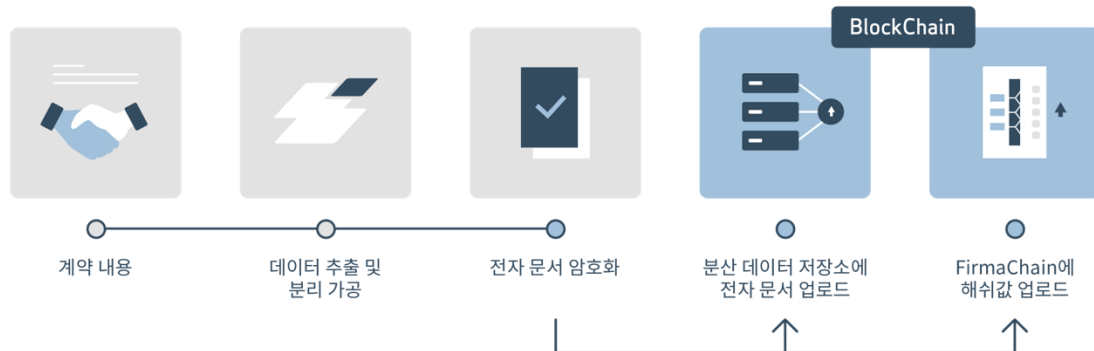 BlockChain
계약 내용
데이터 추출 및
분리 가공
전자 문서 암호화
분산 데이터 저장소에
전자 문서 업로드
FirmaChain에
해쉬값 업로드